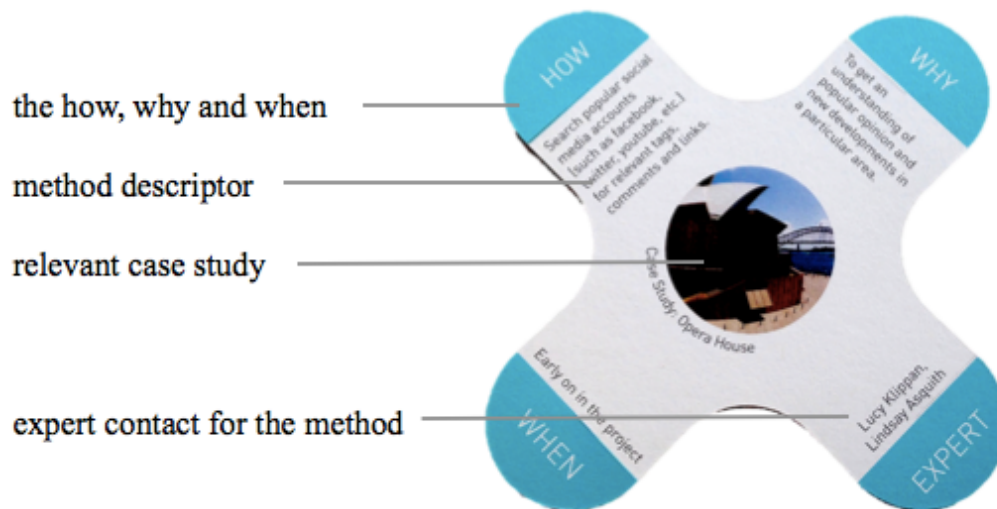 the how, why and when
method descriptor
relevant case study
expert contact for the method
HOW
Search popular social
media accounts
(such as facebook,
twitter, youtube, etc.)
for relevant tags,
comments and links.
WHY
To get an
understanding of
popular opinion and
new developments in
a particular area.
Case Study: Opera House
WHEN
Early on in the project
Lucy Klippan,
Lindsay Asquith
EXPERT